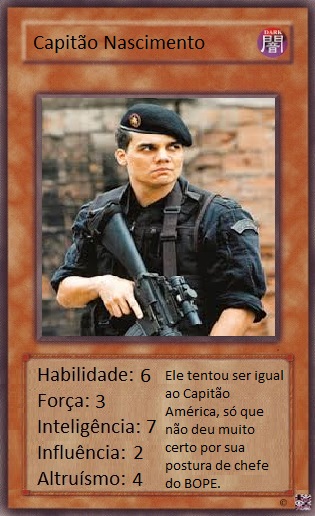 Capitão Nascimento
DARK
闇
Habilidade: 6
Força: 3
Inteligência: 7
Influência: 2
Altruísmo: 4
Ele tentou ser igual
ao Capitão
América, só que
não deu muito
certo por sua
postura de chefe
do BOPE.
©